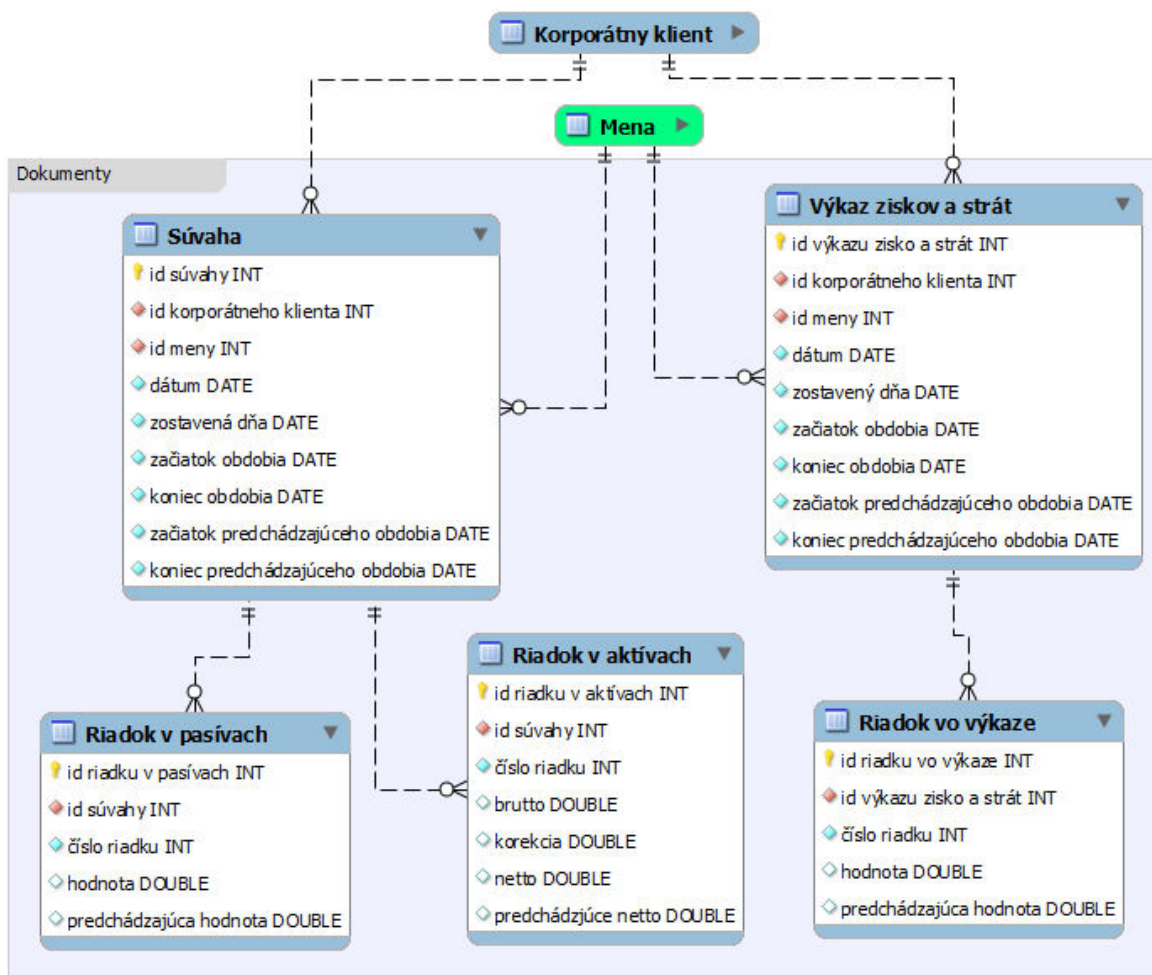 Korporátny klient
Mena
Dokumenty
Súvaha
id súvahy INT
id korporátneho klienta INT
id meny INT
dátum DATE
zostavená dňa DATE
začiatok obdobia DATE
koniec obdobia DATE
začiatok predchádzajúceho obdobia DATE
koniec predchádzajúceho obdobia DATE
Výkaz ziskov a strát
id výkazu zisko a strát INT
id korporátneho klienta INT
id meny INT
dátum DATE
zostavený dňa DATE
začiatok obdobia DATE
koniec obdobia DATE
začiatok predchádzajúceho obdobia DATE
koniec predchádzajúceho obdobia DATE
Riadok v pasívach
id riadku v pasívach INT
id súvahy INT
číslo riadku INT
hodnota DOUBLE
predchádzajúca hodnota DOUBLE
Riadok v aktívach
id riadku v aktívach INT
id súvahy INT
číslo riadku INT
brutto DOUBLE
korekcia DOUBLE
netto DOUBLE
predchádzjúce netto DOUBLE
Riadok vo výkaze
id riadku vo výkaze INT
id výkazu zisko a strát INT
číslo riadku INT
hodnota DOUBLE
predchádzajúca hodnota DOUBLE